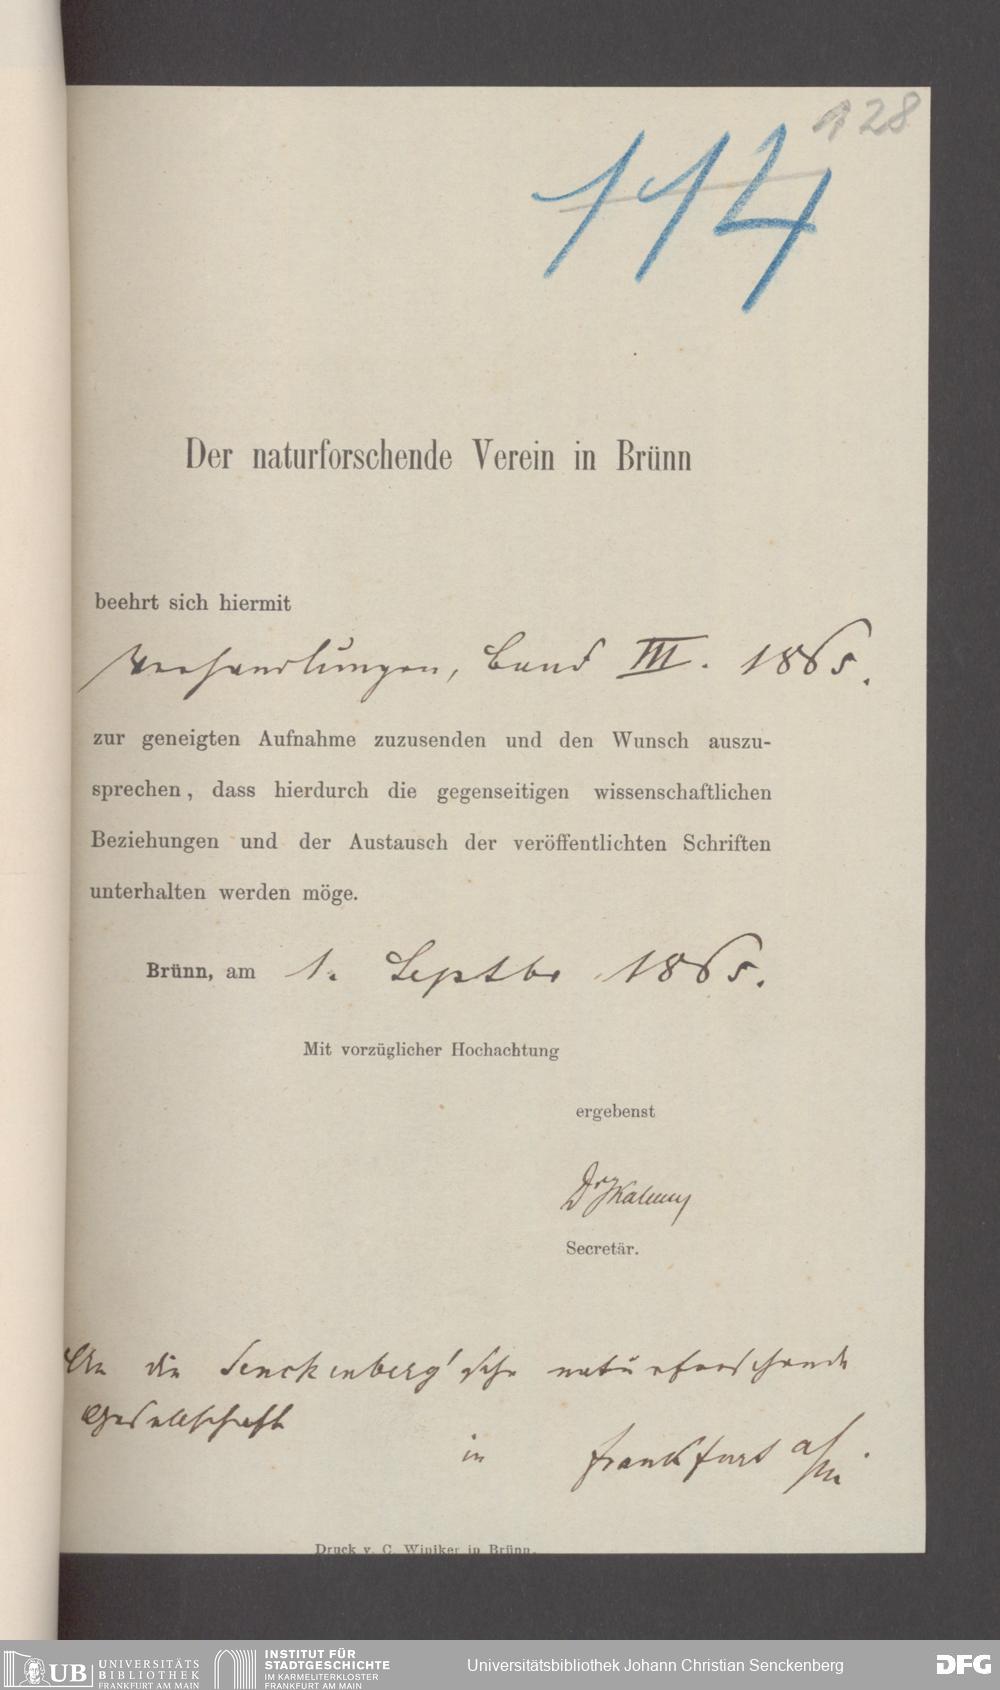 128
114
Der naturforschende Verein in Brünn
beehrt sich hiermit
Verhandlungen, Band III. 1865.
zur geneigten Aufnahme zuzusenden und den Wunsch auszu-
sprechen, dass hierdurch die gegenseitigen wissenschaftlichen
Beziehungen und der Austausch der veröffentlichten Schriften
unterhalten werden möge.
Brünn, am 1. Septbr 1865.
Mit vorzüglicher Hochachtung
ergebenst
Dr J Kalmus
Secretär.
An die Senckenberg'sche naturforschende
Gesellschaft
in Frankfurt a/M.
Druck v. C. Winiker in Brünn.
UB UNIVERSITÄTS
BIBLIOTHEK
FRANKFURT AM MAIN
INSTITUT FÜR
STADTGESCHICHTE
IM KARMELITERKLOSTER
FRANKFURT AM MAIN
Universitätsbibliothek Johann Christian Senckenberg
DFG